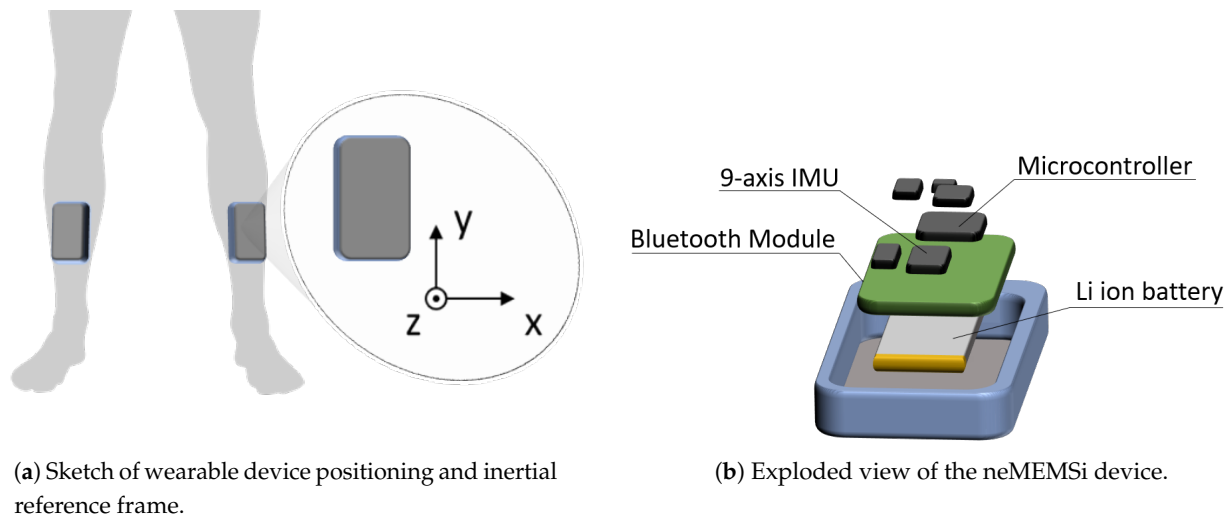 y
z
x
9-axis IMU
Microcontroller
Bluetooth Module
Li ion battery
(a) Sketch of wearable device positioning and inertial
reference frame.
(b) Exploded view of the neMEMSi device.